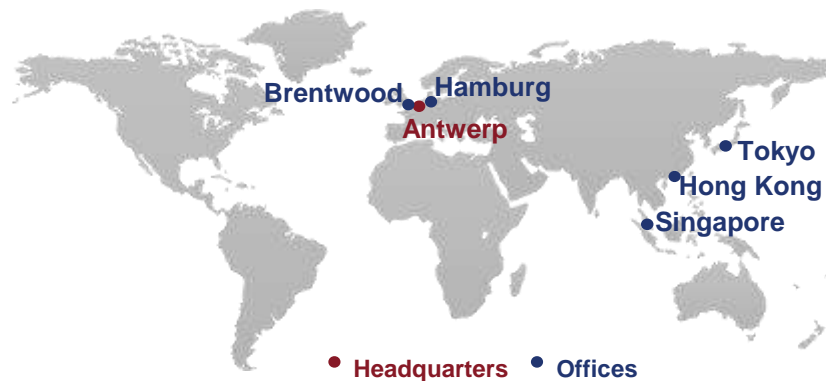 Brentwood
Hamburg
Antwerp
Tokyo
Hong Kong
Singapore
Headquarters
Offices